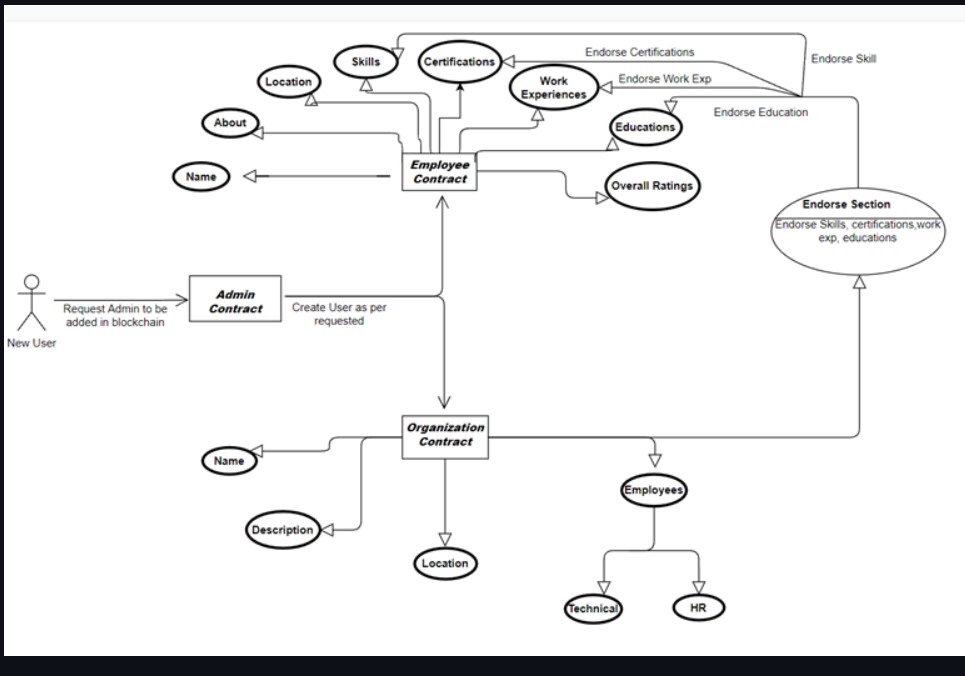 Skills
Certifications
Endorse Certifications
Endorse Skill
Location
Work
Experiences
Endorse Work Exp
About
Educations
Endorse Education
Name
Employee
Contract
Overall Ratings
Endorse Section
Endorse Skills, certifications,work
exp, educations
New User
Request Admin to be
added in blockchain
Admin
Contract
Create User as per
requested
Organization
Contract
Name
Description
Location
Employees
Technical
HR